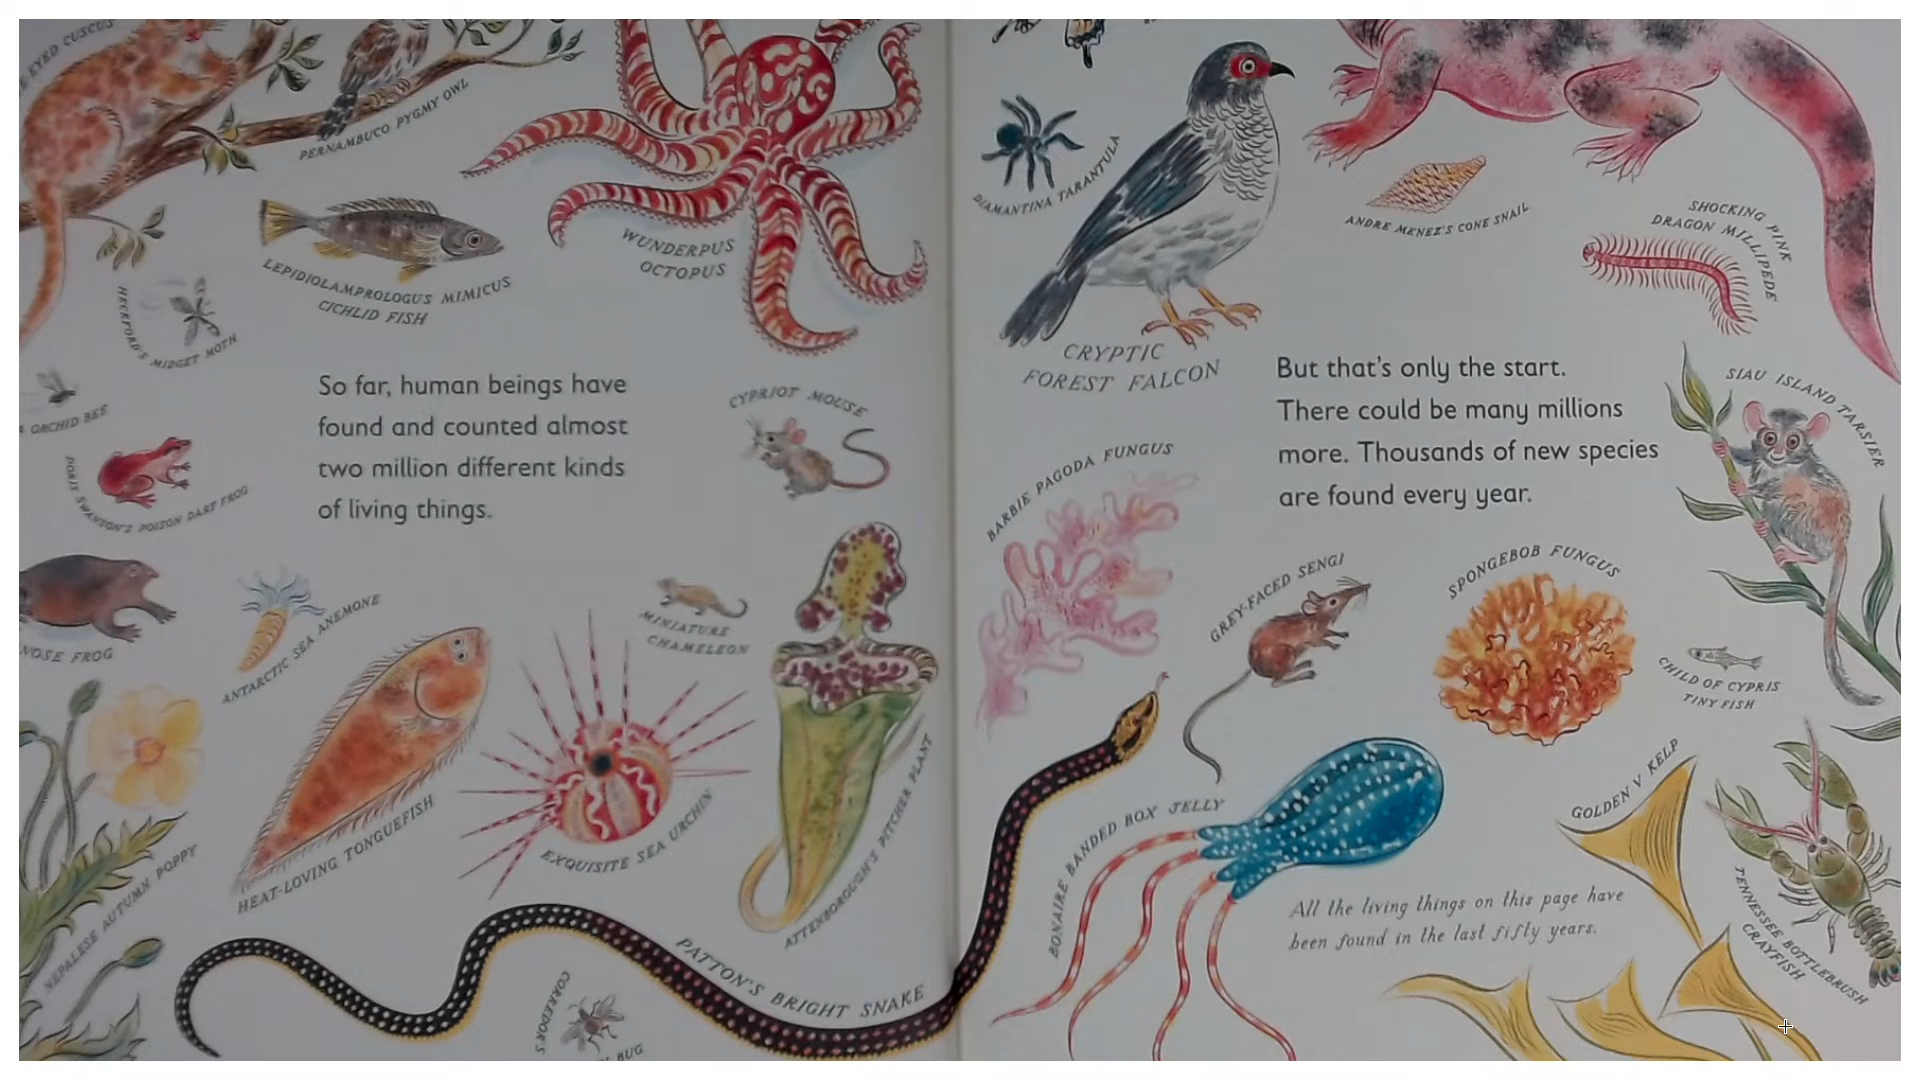 EYED CUSCUS
PERNAMBUCO PYGMY OWL
LEPIDIOLAMPROLOGUS MIMICUS
CICHLID FISH
WUNDERPUS
OCTOPUS
HECKFORD'S MIDGET MOTH
ORCHID BEE
DORIS SWANSON'S POISON DART FROG
So far, human beings have
found and counted almost
two million different kinds
of living things.
CYPRIOT MOUSE
NOSE FROG
ANTARCTIC SEA ANEMONE
MINIATURE
CHAMELEON
NEPALESE AUTUMN POPPY
HEAT-LOVING TONGUEFISH
EXQUISITE SEA URCHIN
ATTENBOROUGH'S PITCHER PLANT
PATTON'S BRIGHT SNAKE
CORREDOR'S
BUG
DIAMANTINA TARANTULA
CRYPTIC
FOREST FALCON
ANDRE MENEZ'S CONE SNAIL
SHOCKING PINK
DRAGON MILLIPEDE
But that's only the start.
There could be many millions
more. Thousands of new species
are found every year.
SIAU ISLAND TARSIER
BARBIE PAGODA FUNGUS
GREY-FACED SENGI
SPONGEBOB FUNGUS
CHILD OF CYPRIS
TINY FISH
BONAIRE BANDED BOX JELLY
GOLDEN V KELP
TENNESSEE BOTTLEBRUSH
CRAYFISH
All the living things on this page have
been found in the last fifty years.